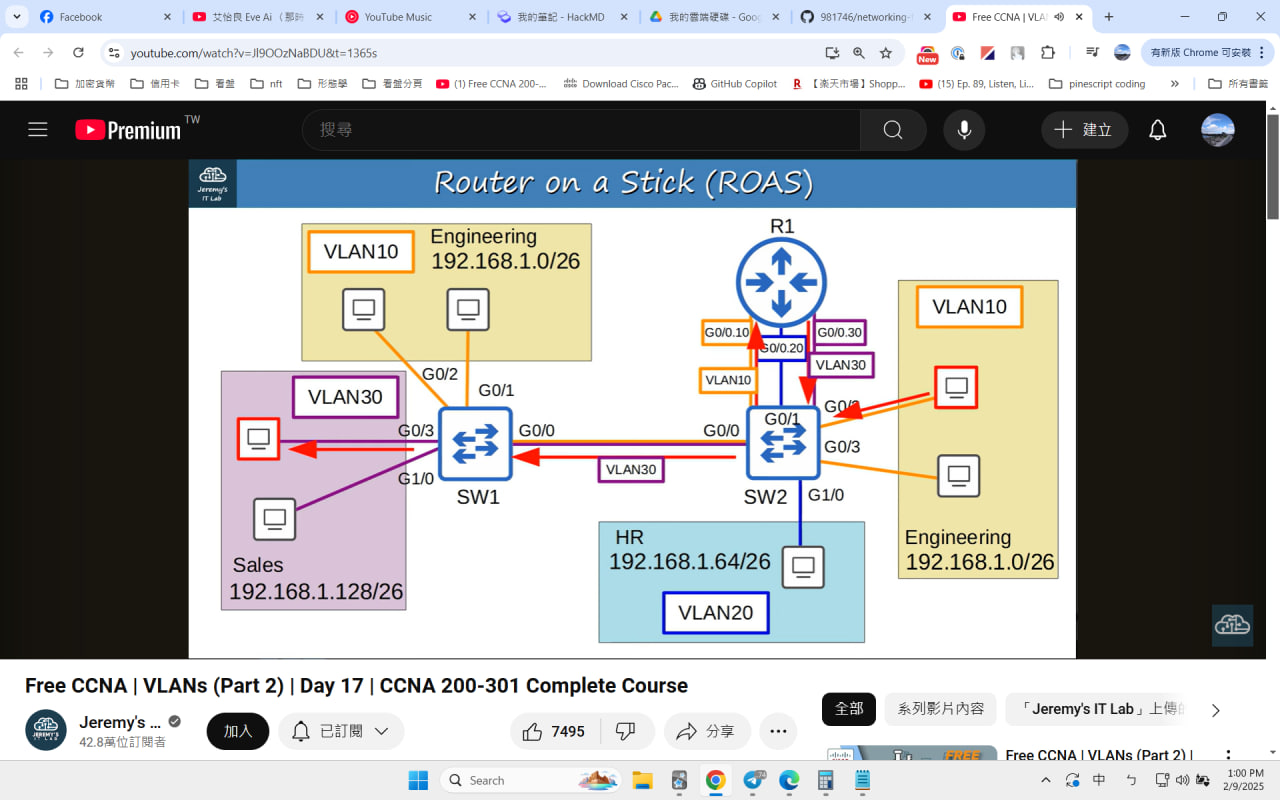 Facebook
艾怡良 Eve Ai
YouTube Music
我的筆記 - HackMD
我的雲端硬碟 - Goo
981746/networking-
Free CCNA | VLAN
youtube.com/watch?v=Jl9OOzNaBDU&t=1365s
New
有新版 Chrome 可安裝
加密貨幣
信用卡
看盤
nft
形態學
看盤分頁
(1) Free CCNA 200-...
Download Cisco Pac...
GitHub Copilot
【楽天市場】Shopp...
(15) Ep. 89, Listen, Li...
pinescript coding
所有書籤
Premium
TW
搜尋
建立
Jeremy's
IT Lab
Router on a Stick (ROAS)
VLAN10
Engineering
192.168.1.0/26
G0/2
G0/1
VLAN30
G0/3
G1/0
Sales
192.168.1.128/26
SW1
G0/0
VLAN30
G0/0
R1
G0/0.10
G0/0.20
G0/0.30
VLAN10
VLAN30
G0/1
G0/3
SW2
G1/0
HR
192.168.1.64/26
VLAN20
VLAN10
Engineering
192.168.1.0/26
Free CCNA | VLANs (Part 2) | Day 17 | CCNA 200-301 Complete Course
Jeremy's ...
42.8萬位訂閱者
加入
已訂閱
7495
分享
全部
系列影片內容
「Jeremy's IT Lab」上傳的
Free CCNA | VLANs (Part 2) |
FREE
Search
74
中
1:00 PM
2/9/2025